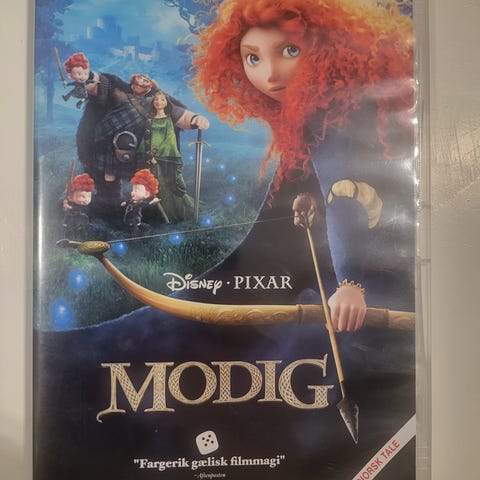 Disney · PIXAR
MODIG
"Fargerik gælisk filmmagi"
–Aftenposten
NORSK TALE